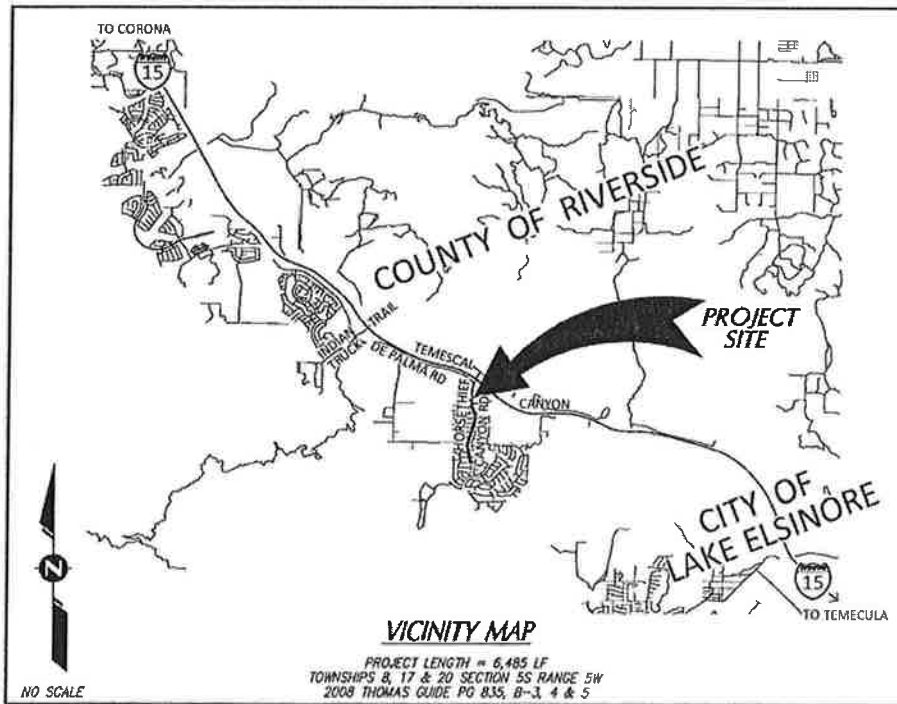 TO CORONA
15
COUNTY OF RIVERSIDE
PROJECT
SITE
INDIAN
TRUCK TRAIL
DE PALMA RD
TEMESCAL
CANYON
HORSETHIEF
CANYON RD
CITY OF
LAKE ELSINORE
15
TO TEMECULA
N
NO SCALE
VICINITY MAP
PROJECT LENGTH = 6,485 LF
TOWNSHIPS 8, 17 & 20 SECTION 5S RANGE 5W
2008 THOMAS GUIDE PG 835, B-3, 4 & 5